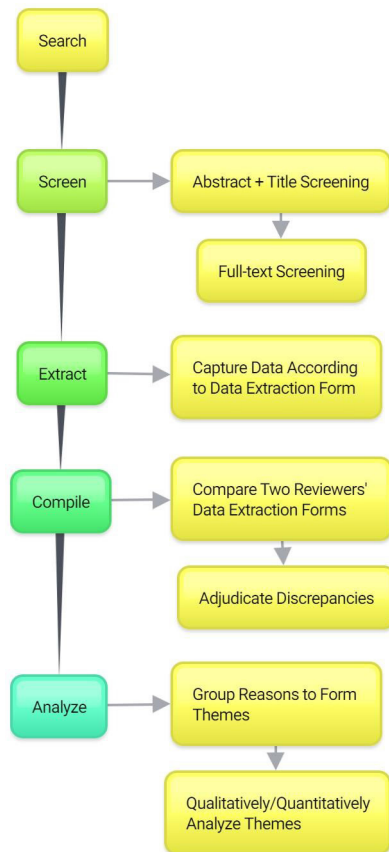 Search
Screen
Abstract + Title Screening
Full-text Screening
Extract
Capture Data According
to Data Extraction Form
Compile
Compare Two Reviewers'
Data Extraction Forms
Adjudicate Discrepancies
Analyze
Group Reasons to Form
Themes
Qualitatively/Quantitatively
Analyze Themes